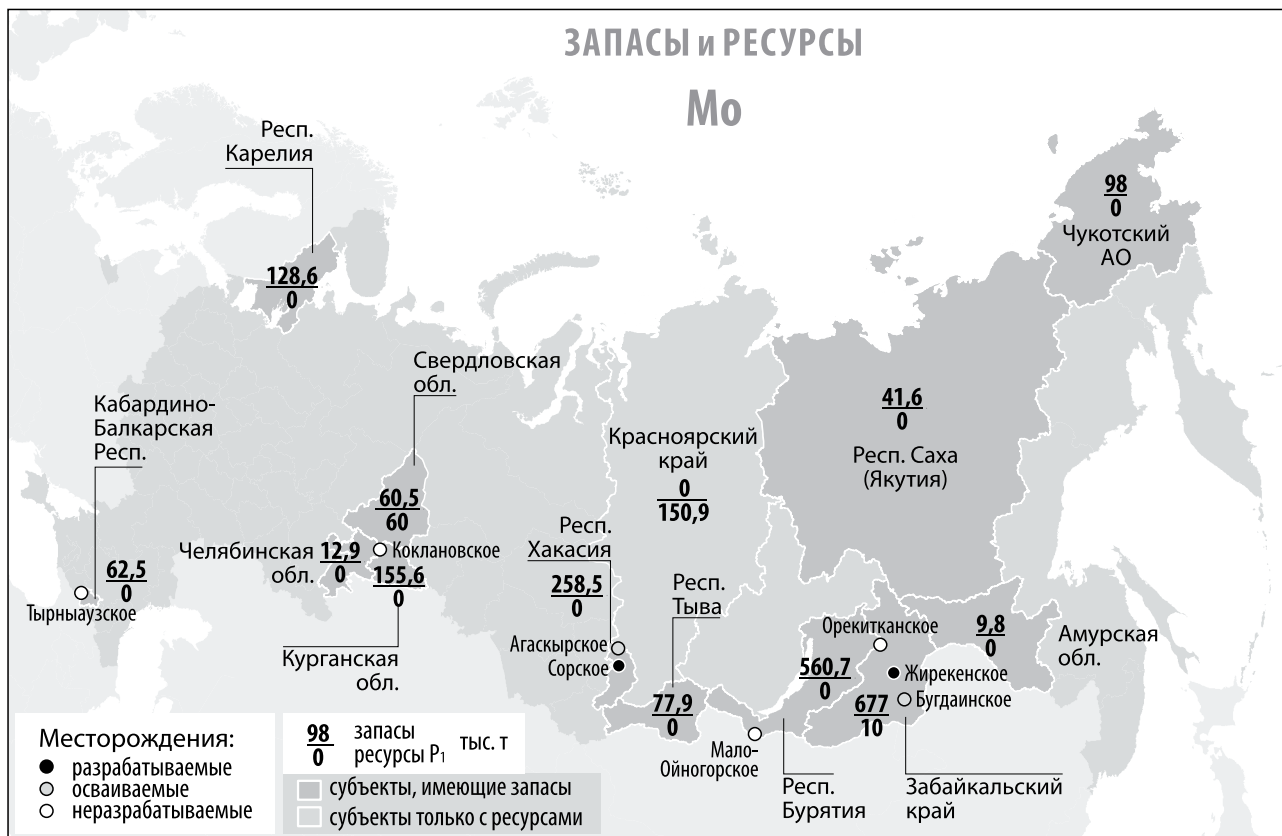 ЗАПАСЫ и РЕСУРСЫ
Mo
Респ.
Карелия
128,6
0
98
0
Чукотский
АО
Свердловская
обл.
60,5
60
Кабардино-
Балкарская
Респ.
62,5
0
Тырныаузское
Челябинская
обл.
12,9
0
Коклановское
155,6
0
Курганская
обл.
Красноярский
край
0
150,9
41,6
0
Респ. Саха
(Якутия)
Респ.
Хакасия
258,5
0
Агаскырское
Сорское
Респ.
Тыва
77,9
0
Мало-
Ойногорское
560,7
0
Респ.
Бурятия
Орекитканское
Жирекенское
Бугдаинское
677
10
Забайкальский
край
9,8
0
Амурская
обл.
Месторождения:
разрабатываемые
осваиваемые
неразрабатываемые
98 запасы
0 ресурсы P1 тыс. т
субъекты, имеющие запасы
субъекты только с ресурсами